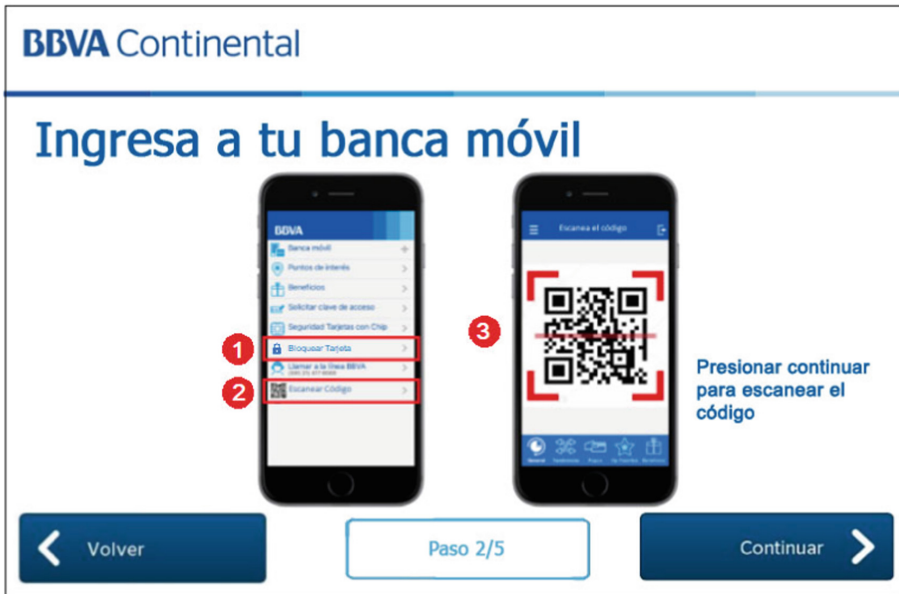 BBVA Continental
Ingresa a tu banca móvil
BBVA
Banca móvil
Puntos de interés
Beneficios
Solicitar clave de acceso
Seguridad Tarjetas con Chip
1
Bloquear Tarjeta
Llamar a la línea BBVA
2
Escanear Código
Escanea el código
3
General
Beneficios
Presionar continuar
para escanear el
código
Volver
Paso 2/5
Continuar